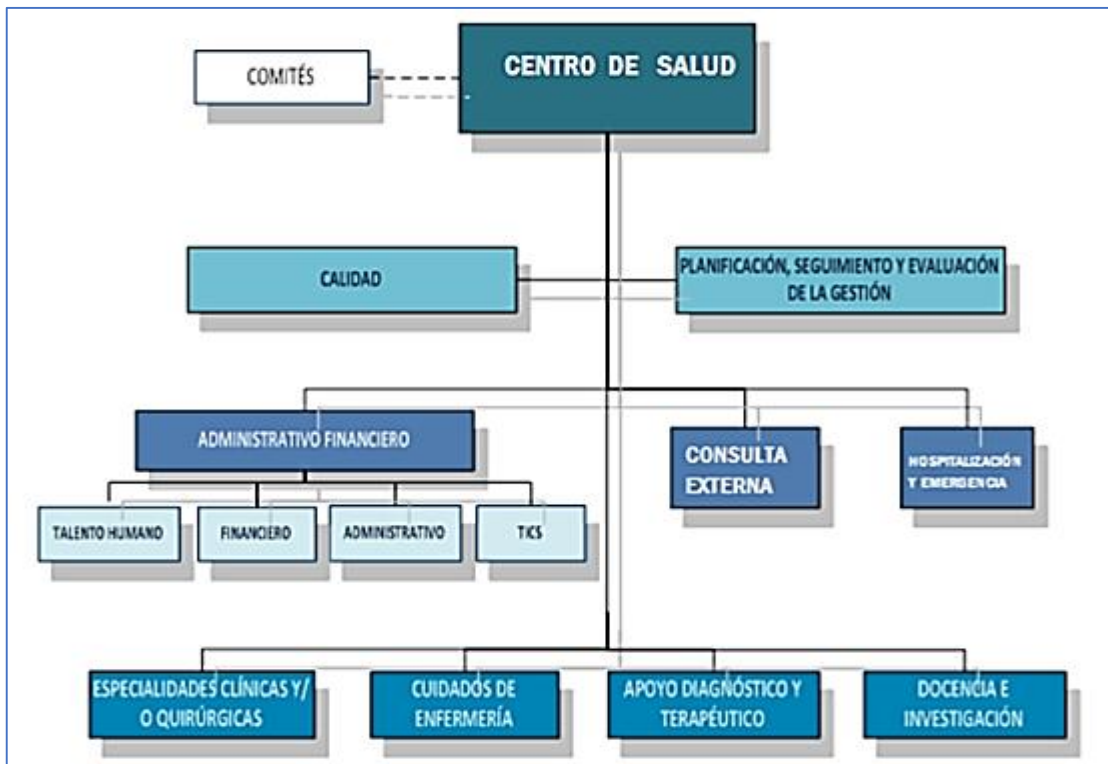 CENTRO DE SALUD
COMITÉS
CALIDAD
PLANIFICACIÓN, SEGUIMIENTO Y EVALUACIÓN
DE LA GESTIÓN
ADMINISTRATIVO FINANCIERO
CONSULTA
EXTERNA
HOSPITALIZACIÓN
Y EMERGENCIA
TALENTO HUMANO
FINANCIERO
ADMINISTRATIVO
TICS
ESPECIALIDADES CLÍNICAS Y/
O QUIRÚRGICAS
CUIDADOS DE
ENFERMERÍA
APOYO DIAGNÓSTICO Y
TERAPÉUTICO
DOCENCIA E
INVESTIGACIÓN